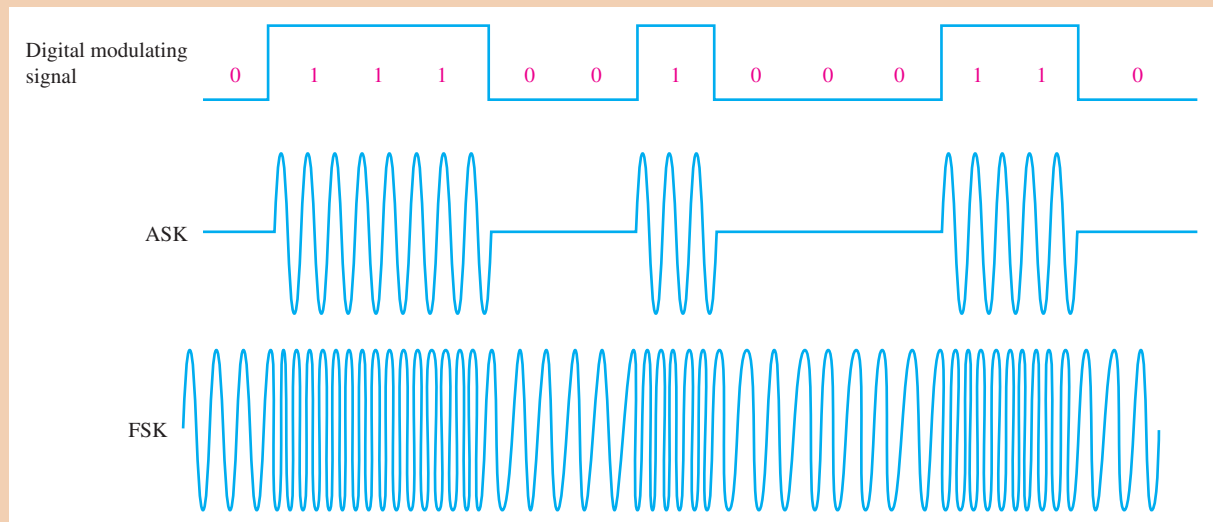 Digital modulating
signal
0 1 1 1 0 0 1 0 0 0 1 1 0
ASK
FSK